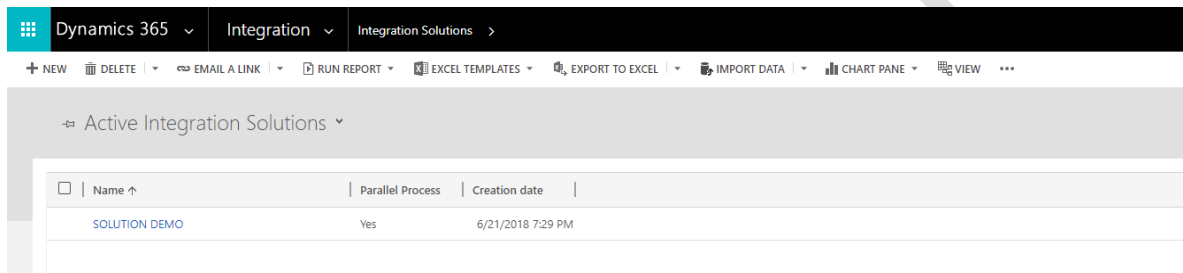 Dynamics 365 Integration Integration Solutions >
+ NEW DELETE EMAIL A LINK RUN REPORT EXCEL TEMPLATES EXPORT TO EXCEL IMPORT DATA CHART PANE VIEW ...
Active Integration Solutions
Name ↑ Parallel Process Creation date
SOLUTION DEMO Yes 6/21/2018 7:29 PM